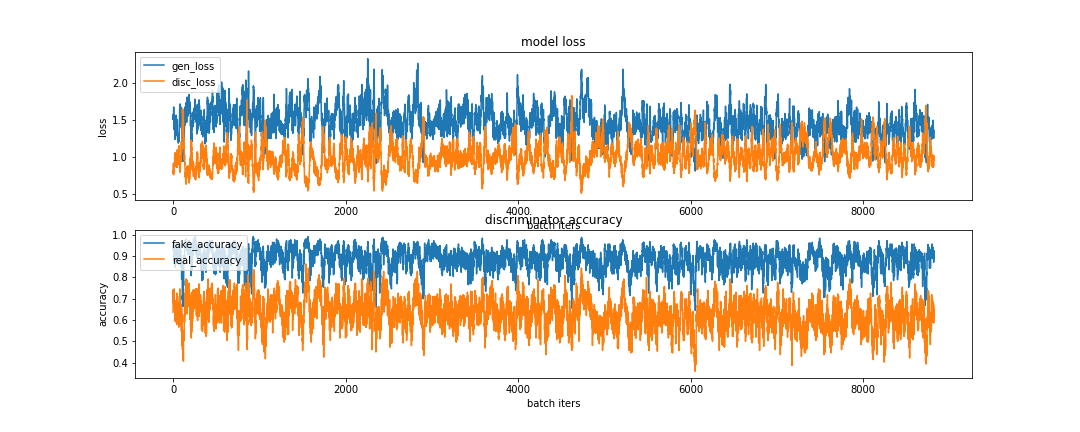 model loss
gen_loss
disc_loss
2.0
1.5
1.0
0.5
loss
0
2000
4000
6000
8000
batch iters
discriminator accuracy
fake_accuracy
real_accuracy
1.0
0.9
0.8
0.7
0.6
0.5
0.4
accuracy
0
2000
4000
6000
8000
batch iters